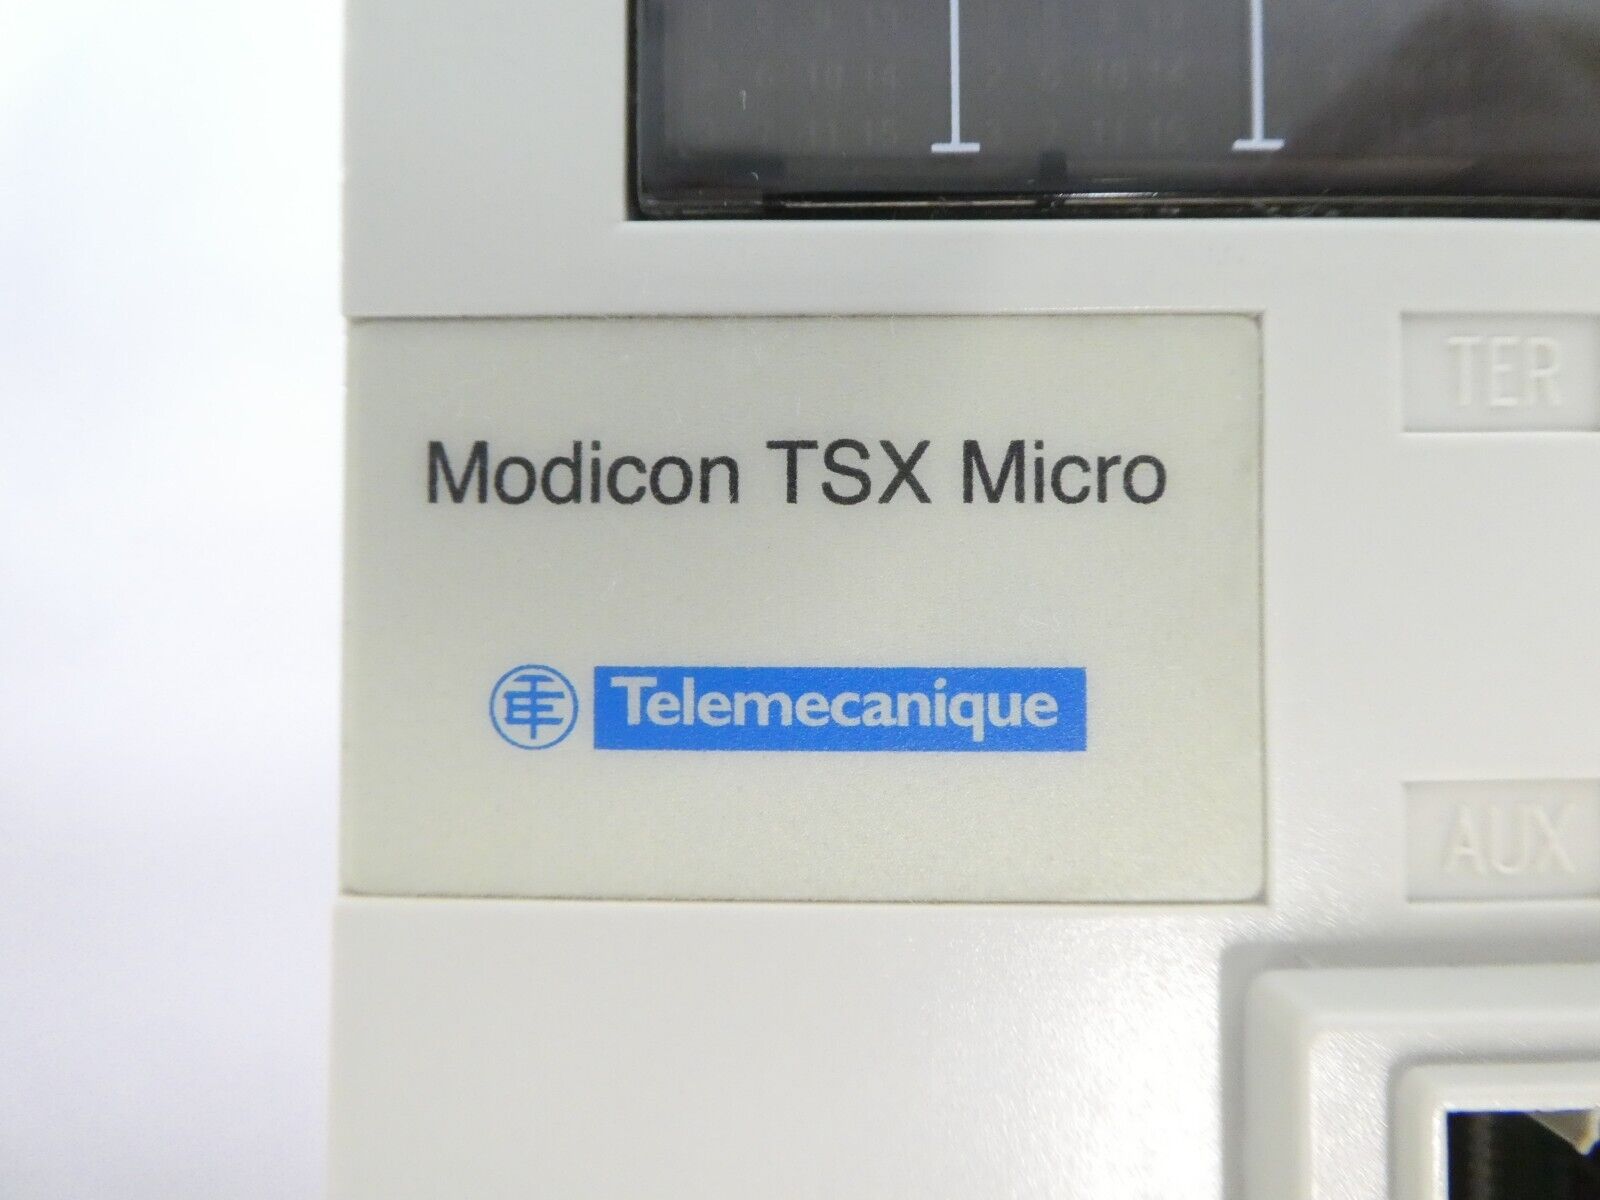 TER
Modicon TSX Micro
Telemecanique
AUX